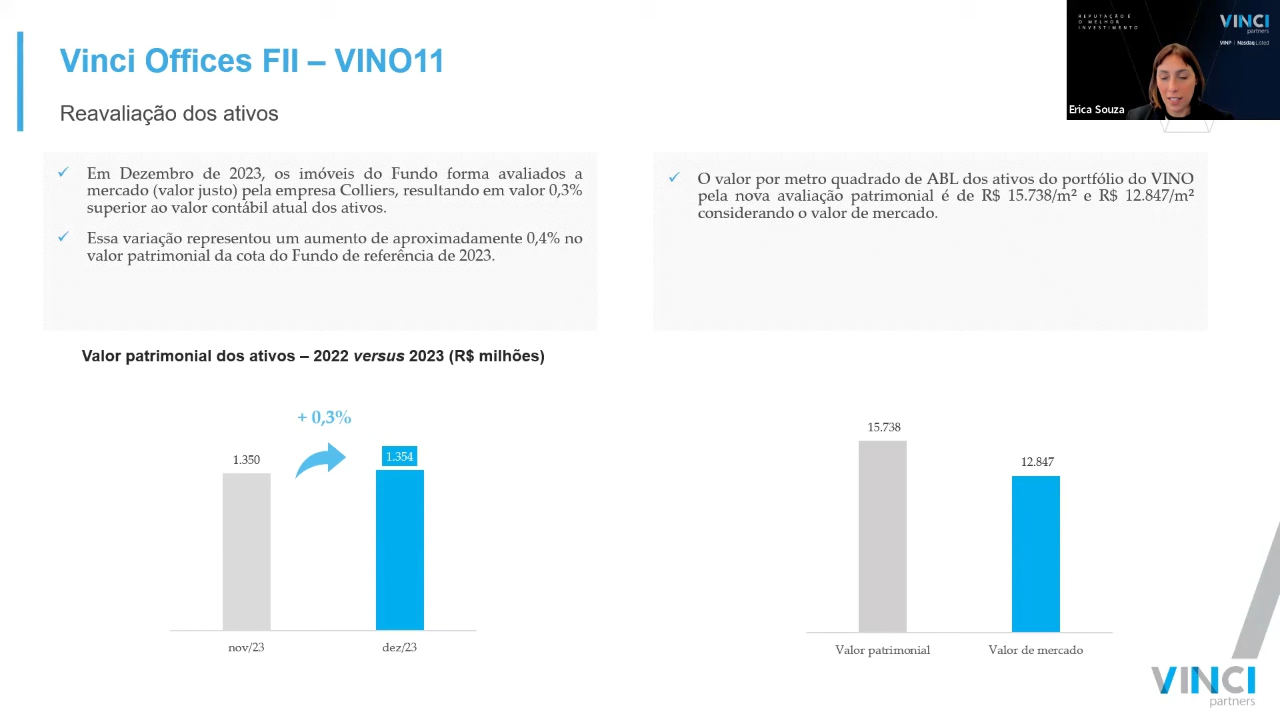 Vinci Offices FII – VINO11
Reavaliação dos ativos
REPUTAÇÃO É
O MELHOR
INVESTIMENTO
VINCI
partners
VINP | Nasdaq Listed
Erica Souza
Em Dezembro de 2023, os imóveis do Fundo forma avaliados a
mercado (valor justo) pela empresa Colliers, resultando em valor 0,3%
superior ao valor contábil atual dos ativos.
Essa variação representou um aumento de aproximadamente 0,4% no
valor patrimonial da cota do Fundo de referência de 2023.
O valor por metro quadrado de ABL dos ativos do portfólio do VINO
pela nova avaliação patrimonial é de R$ 15.738/m² e R$ 12.847/m²
considerando o valor de mercado.
Valor patrimonial dos ativos – 2022 versus 2023 (R$ milhões)
+ 0,3%
1.350
1.354
nov/23
dez/23
15.738
12.847
Valor patrimonial
Valor de mercado
VINCI
partners